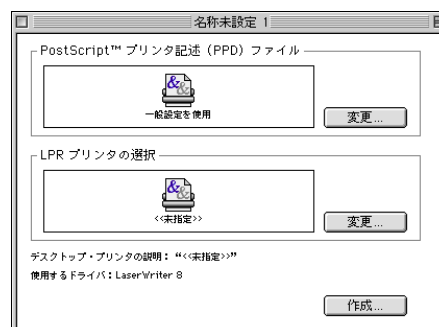 名称未設定 1
PostScript™ プリンタ記述（PPD）ファイル
一般設定を使用
変更...
LPR プリンタの選択
<<未指定>>
変更...
デスクトップ・プリンタの説明： “<<未指定>>”
使用するドライバ：LaserWriter 8
作成...